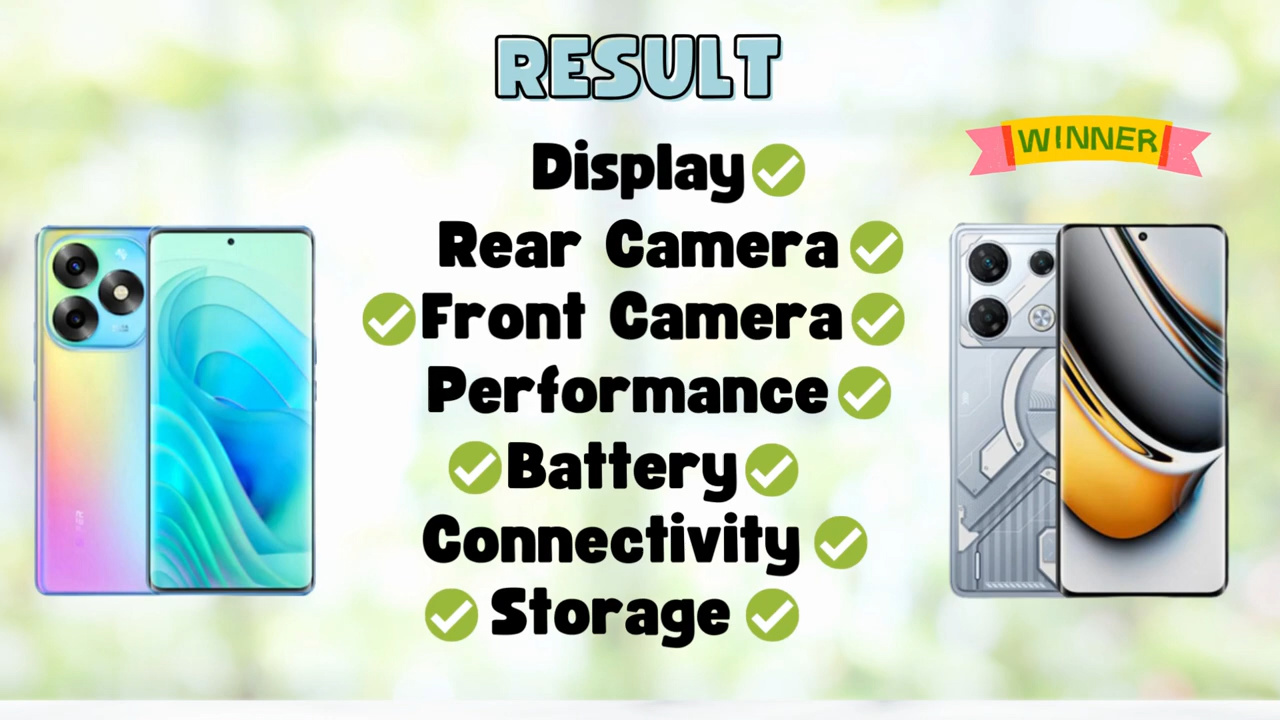 RESULT
WINNER
Display
Rear Camera
Front Camera
Performance
Battery
Connectivity
Storage